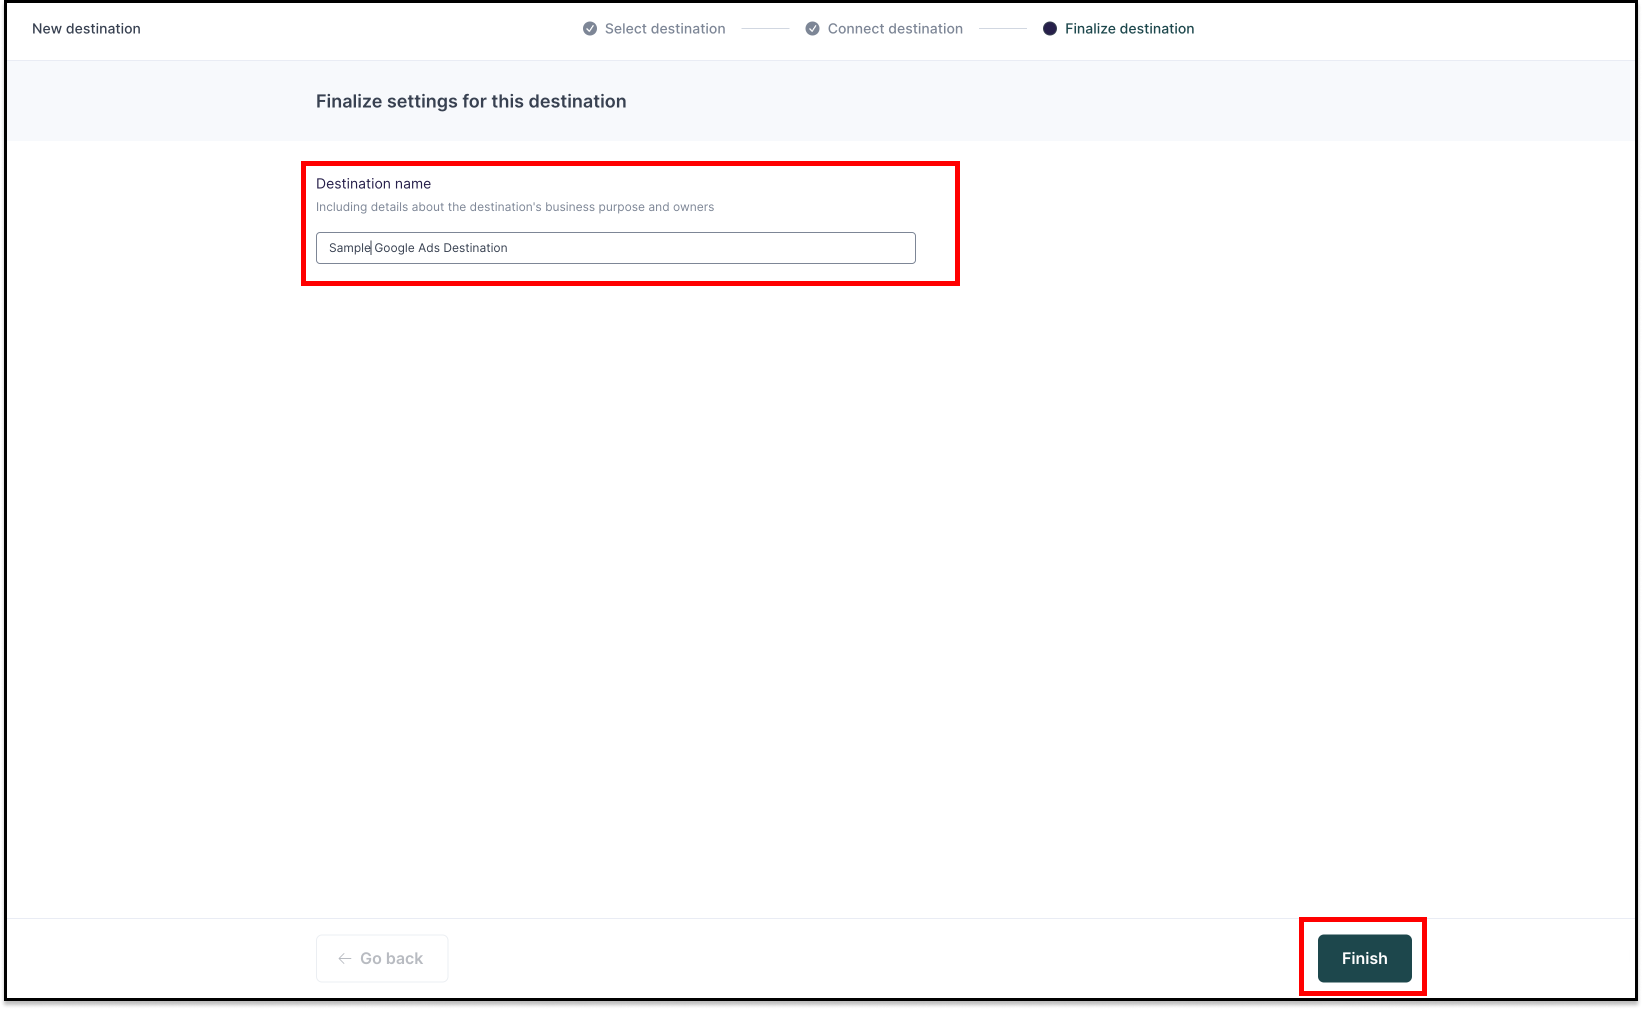 New destination
Select destination
Connect destination
Finalize destination
Finalize settings for this destination
Destination name
Including details about the destination's business purpose and owners
Sample Google Ads Destination
Go back
Finish